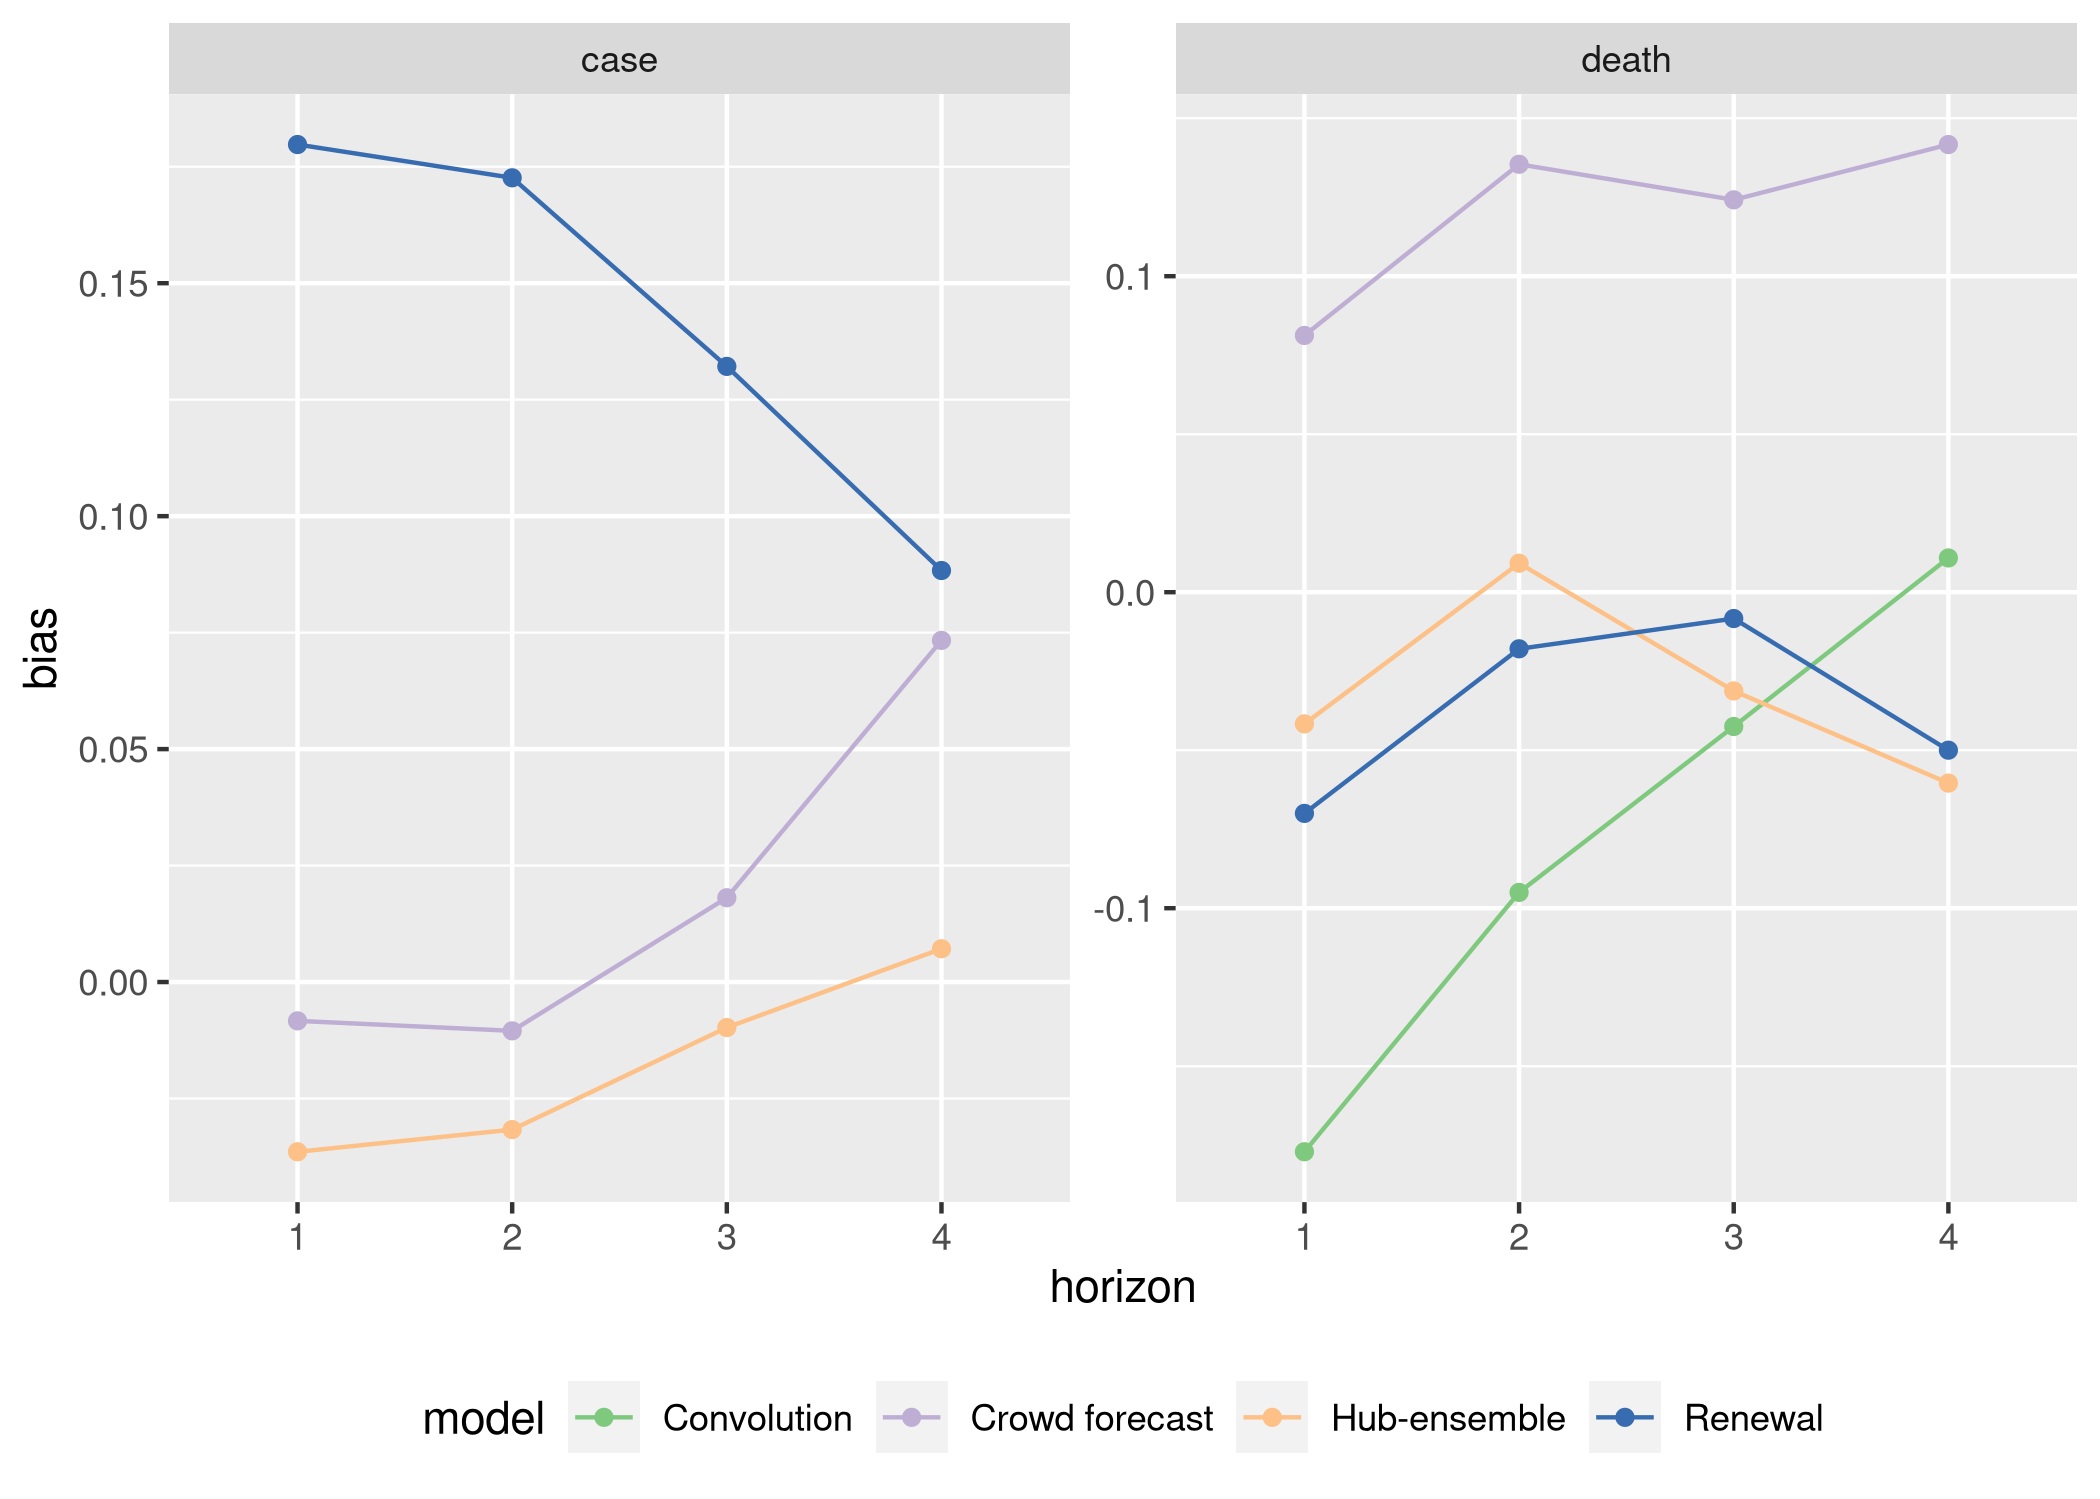 case
death
bias
0.15
0.10
0.05
0.00
0.1
0.0
-0.1
1 2 3 4
1 2 3 4
horizon
model Convolution Crowd forecast Hub-ensemble Renewal